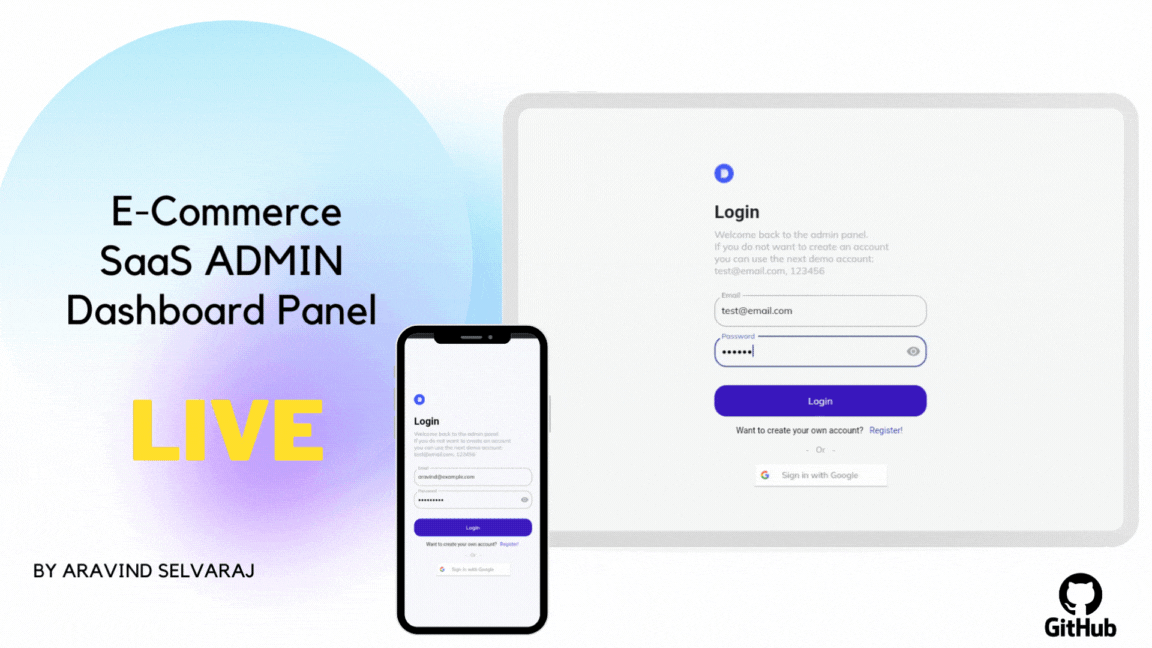 E-Commerce
SaaS ADMIN
Dashboard Panel
LIVE
BY ARAVIND SELVARAJ
D
Login
Welcome back to the admin panel.
If you do not want to create an account
you can use the next demo account:
test@email.com, 123456
Email
test@email.com
Password
••••••
Login
Want to create your own account? Register!
- Or -
Sign in with Google
D
Login
Welcome back to the admin panel.
If you do not want to create an account
you can use the next demo account:
test@email.com, 123456
Email
aravind@example.com
Password
•••••••••
Login
Want to create your own account? Register!
- Or -
Sign in with Google
GitHub